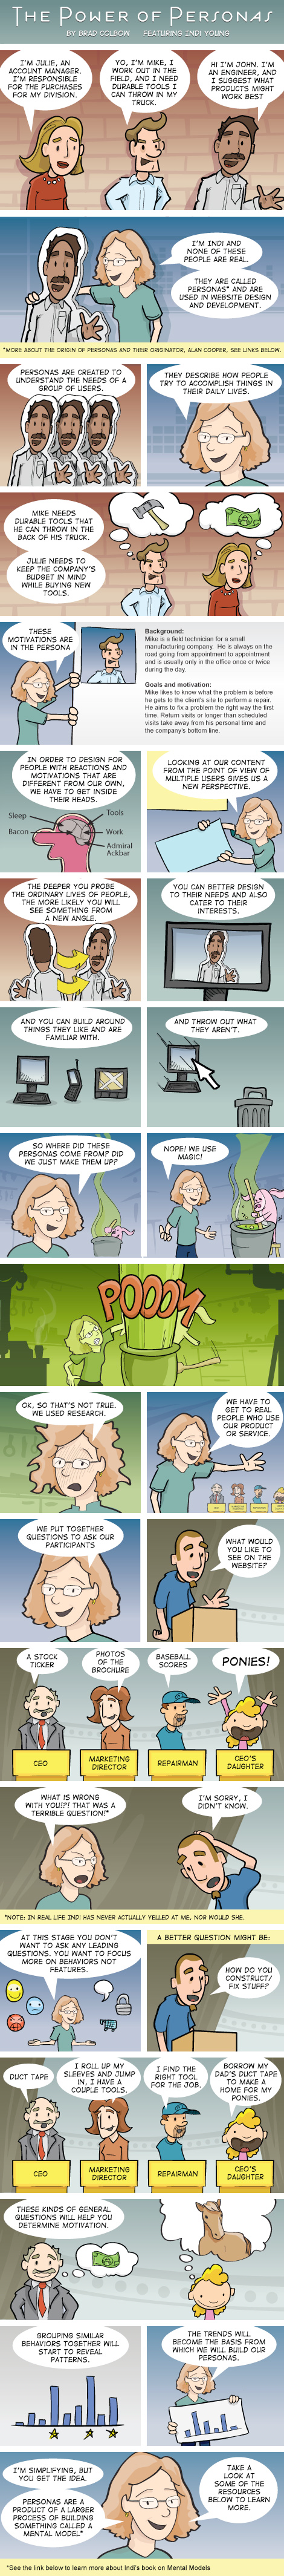 THE POWER OF PERSONAS
BY BRAD COLBOW FEATURING INDI YOUNG
I'M JULIE, AN
ACCOUNT MANAGER.
I'M RESPONSIBLE
FOR THE PURCHASES
FOR MY DIVISION.
YO, I'M MIKE, I
WORK OUT IN THE
FIELD, AND I NEED
DURABLE TOOLS I
CAN THROW IN MY
TRUCK.
HI I'M JOHN. I'M
AN ENGINEER, AND
I SUGGEST WHAT
PRODUCTS MIGHT
WORK BEST
I'M INDI AND
NONE OF THESE
PEOPLE ARE REAL.
THEY ARE CALLED
PERSONAS* AND ARE
USED IN WEBSITE DESIGN
AND DEVELOPMENT.
*MORE ABOUT THE ORIGIN OF PERSONAS AND THEIR ORIGINATOR, ALAN COOPER, SEE LINKS BELOW.
PERSONAS ARE CREATED TO
UNDERSTAND THE NEEDS OF A
GROUP OF USERS.
THEY DESCRIBE HOW PEOPLE
TRY TO ACCOMPLISH THINGS IN
THEIR DAILY LIVES.
MIKE NEEDS
DURABLE TOOLS THAT
HE CAN THROW IN THE
BACK OF HIS TRUCK.
JULIE NEEDS TO
KEEP THE COMPANY'S
BUDGET IN MIND
WHILE BUYING NEW
TOOLS.
THESE
MOTIVATIONS ARE
IN THE PERSONA
Background:
Mike is a field technician for a small
manufacturing company. He is always on the
road going from appointment to appointment
and is usually only in the office once or twice
during the day.
Goals and motivation:
Mike likes to know what the problem is before
he gets to the client's site to perform a repair.
He aims to fix a problem the right way the first
time. Return visits or longer than scheduled
visits take away from his personal time and
the company's bottom line.
IN ORDER TO DESIGN FOR
PEOPLE WITH REACTIONS AND
MOTIVATIONS THAT ARE
DIFFERENT FROM OUR OWN,
WE HAVE TO GET INSIDE
THEIR HEADS.
Sleep
Tools
Bacon
Work
Admiral
Ackbar
LOOKING AT OUR CONTENT
FROM THE POINT OF VIEW OF
MULTIPLE USERS GIVES US A
NEW PERSPECTIVE.
THE DEEPER YOU PROBE
THE ORDINARY LIVES OF PEOPLE,
THE MORE LIKELY YOU WILL
SEE SOMETHING FROM
A NEW ANGLE.
YOU CAN BETTER DESIGN
TO THEIR NEEDS AND ALSO
CATER TO THEIR
INTERESTS.
AND YOU CAN BUILD AROUND
THINGS THEY LIKE AND ARE
FAMILIAR WITH.
AND THROW OUT WHAT
THEY AREN'T.
SO WHERE DID THESE
PERSONAS COME FROM? DID
WE JUST MAKE THEM UP?
NOPE! WE USE
MAGIC!
POOOM
OK, SO THAT'S NOT TRUE.
WE USED RESEARCH.
WE HAVE TO
GET TO REAL
PEOPLE WHO USE
OUR PRODUCT
OR SERVICE.
WE PUT TOGETHER
QUESTIONS TO ASK OUR
PARTICIPANTS
WHAT WOULD
YOU LIKE TO
SEE ON THE
WEBSITE?
A STOCK
TICKER
PHOTOS
OF THE
BROCHURE
BASEBALL
SCORES
PONIES!
CEO
MARKETING
DIRECTOR
REPAIRMAN
CEO'S
DAUGHTER
WHAT IS WRONG
WITH YOU!?!! THAT WAS A
TERRIBLE QUESTION!*
I'M SORRY, I
DIDN'T KNOW.
*NOTE: IN REAL LIFE INDI HAS NEVER ACTUALLY YELLED AT ME, NOR WOULD SHE.
AT THIS STAGE YOU DON'T
WANT TO ASK ANY LEADING
QUESTIONS. YOU WANT TO FOCUS
MORE ON BEHAVIORS NOT
FEATURES.
A BETTER QUESTION MIGHT BE:
HOW DO YOU
CONSTRUCT/
FIX STUFF?
DUCT TAPE
I ROLL UP MY
SLEEVES AND JUMP
IN, I HAVE A
COUPLE TOOLS.
I FIND THE
RIGHT TOOL
FOR THE JOB.
BORROW MY
DAD'S DUCT TAPE
TO MAKE A
HOME FOR MY
PONIES.
CEO
MARKETING
DIRECTOR
REPAIRMAN
CEO'S
DAUGHTER
THESE KINDS OF GENERAL
QUESTIONS WILL HELP YOU
DETERMINE MOTIVATION.
GROUPING SIMILAR
BEHAVIORS TOGETHER WILL
START TO REVEAL
PATTERNS.
THE TRENDS WILL
BECOME THE BASIS FROM
WHICH WE WILL BUILD OUR
PERSONAS.
I'M SIMPLIFYING, BUT
YOU GET THE IDEA.
PERSONAS ARE A
PRODUCT OF A LARGER
PROCESS OF BUILDING
SOMETHING CALLED A
MENTAL MODEL*
TAKE A
LOOK AT
SOME OF THE
RESOURCES
BELOW TO LEARN
MORE.
*See the link below to learn more about Indi's book on Mental Models